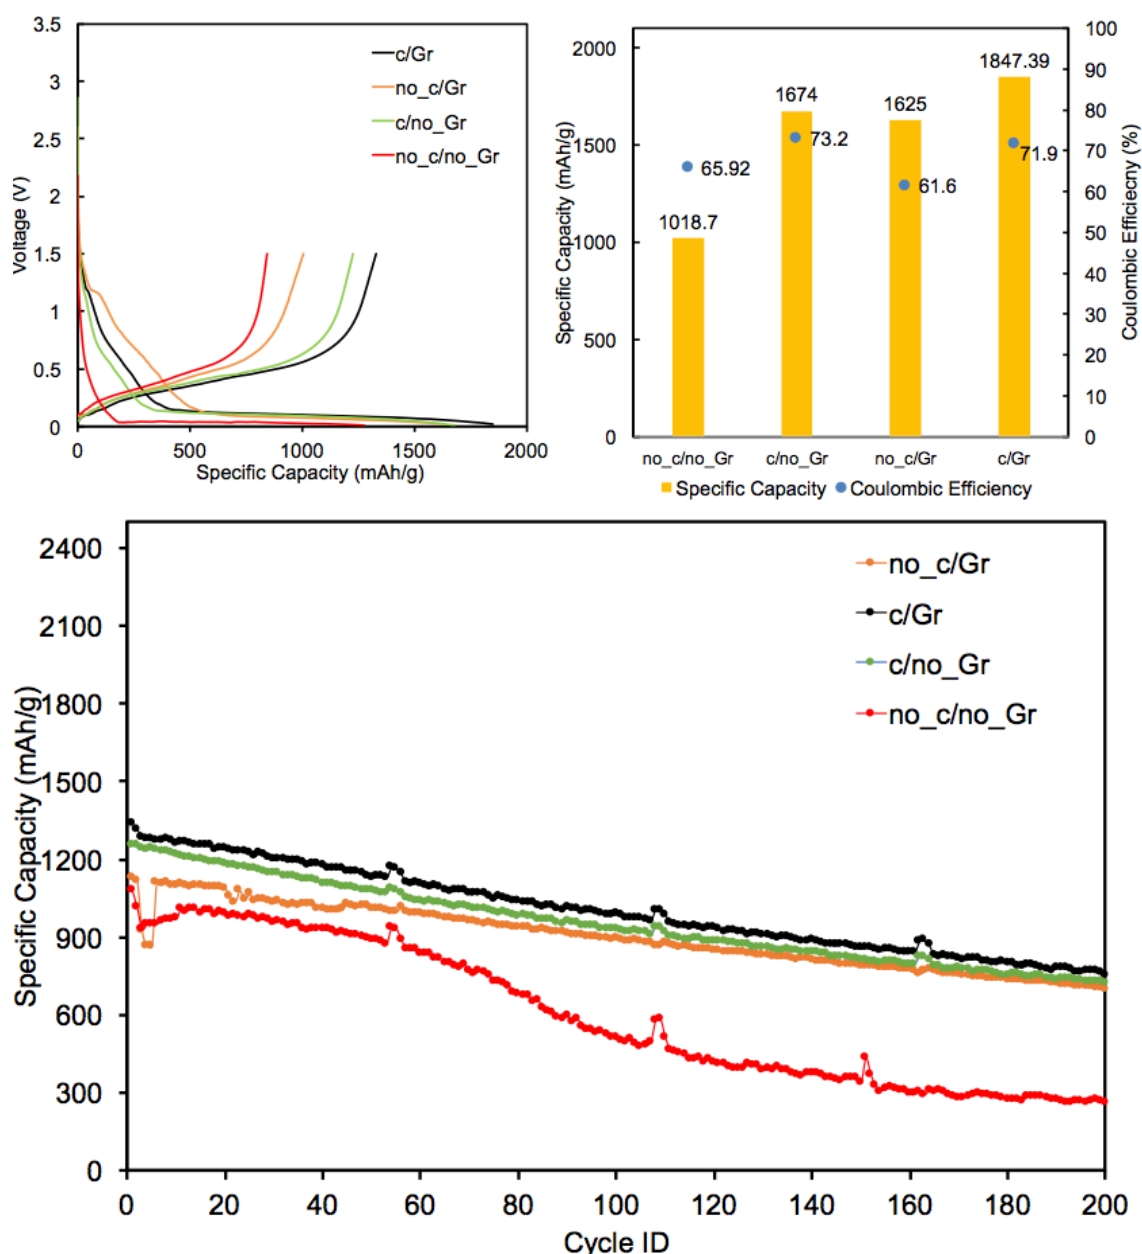 3.5
3
2.5
2
1.5
1
0.5
0
Voltage (V)
c/Gr
no_c/Gr
c/no_Gr
no_c/no_Gr
0 500 1000 1500 2000
Specific Capacity (mAh/g)
2000
1500
1000
500
0
Specific Capacity (mAh/g)
1018.7
1674
1625
1847.39
65.92
73.2
61.6
71.9
100
90
80
70
60
50
40
30
20
10
0
Coulombic Efficiecny (%)
no_c/no_Gr c/no_Gr no_c/Gr c/Gr
Specific Capacity Coulombic Efficiency
2400
2100
1800
1500
1200
900
600
300
0
Specific Capacity (mAh/g)
no_c/Gr
c/Gr
c/no_Gr
no_c/no_Gr
0 20 40 60 80 100 120 140 160 180 200
Cycle ID